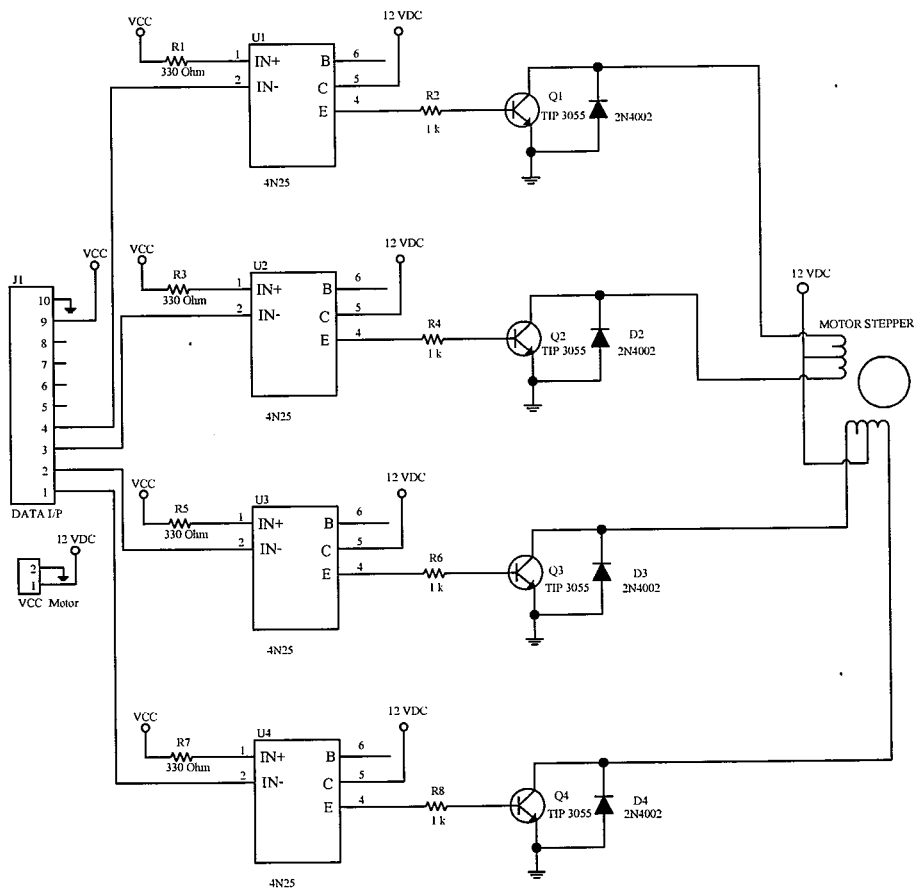 VCC
R1
330 Ohm
1
2
U1
IN+
IN-
B
C
E
6
5
4
12 VDC
4N25
R2
1 k
Q1
TIP 3055
2N4002
VCC
R3
330 Ohm
1
2
U2
IN+
IN-
B
C
E
6
5
4
12 VDC
4N25
R4
1 k
Q2
TIP 3055
D2
2N4002
VCC
J1
10
9
8
7
6
5
4
3
2
1
DATA I/P
12 VDC
2
1
VCC Motor
12 VDC
MOTOR STEPPER
VCC
R5
330 Ohm
1
2
U3
IN+
IN-
B
C
E
6
5
4
12 VDC
4N25
R6
1 k
Q3
TIP 3055
D3
2N4002
VCC
R7
330 Ohm
1
2
U4
IN+
IN-
B
C
E
6
5
4
12 VDC
4N25
R8
1 k
Q4
TIP 3055
D4
2N4002